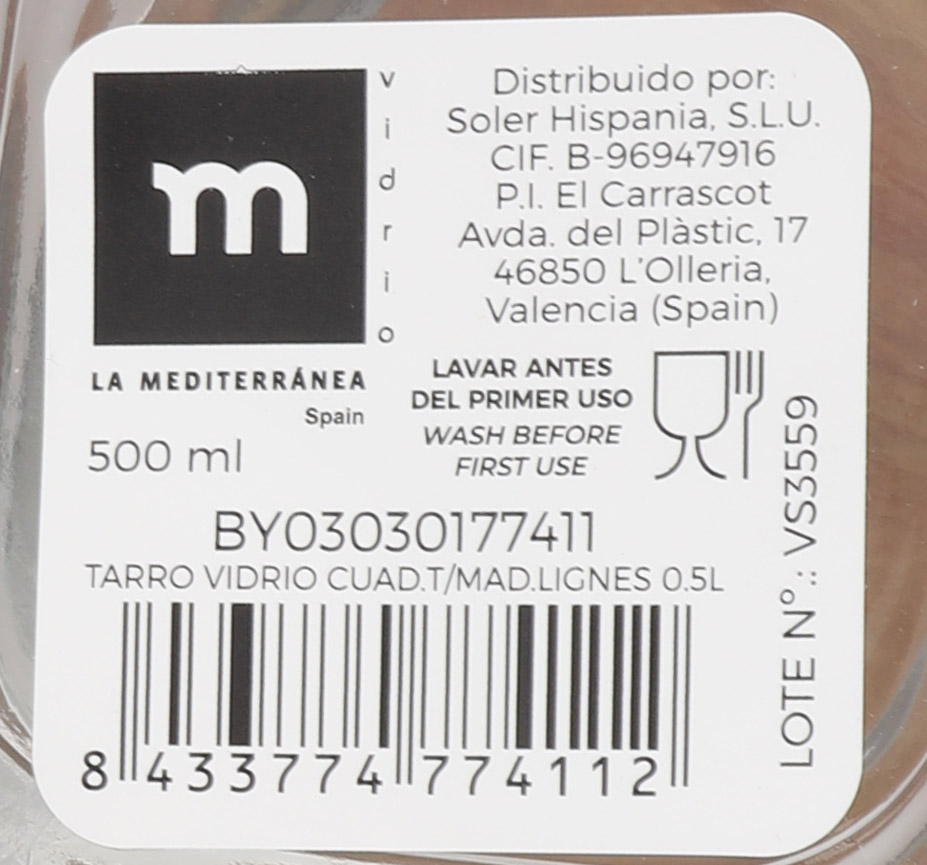 m
vidrio
LA MEDITERRÁNEA
Spain
500 ml
Distribuido por:
Soler Hispania, S.L.U.
CIF. B-96947916
P.I. El Carrascot
Avda. del Plàstic, 17
46850 L'Olleria,
Valencia (Spain)
LAVAR ANTES
DEL PRIMER USO
WASH BEFORE
FIRST USE
LOTE Nº.: VS3559
BY03030177411
TARRO VIDRIO CUAD.T/MAD.LIGNES 0.5L
8 433774 774112